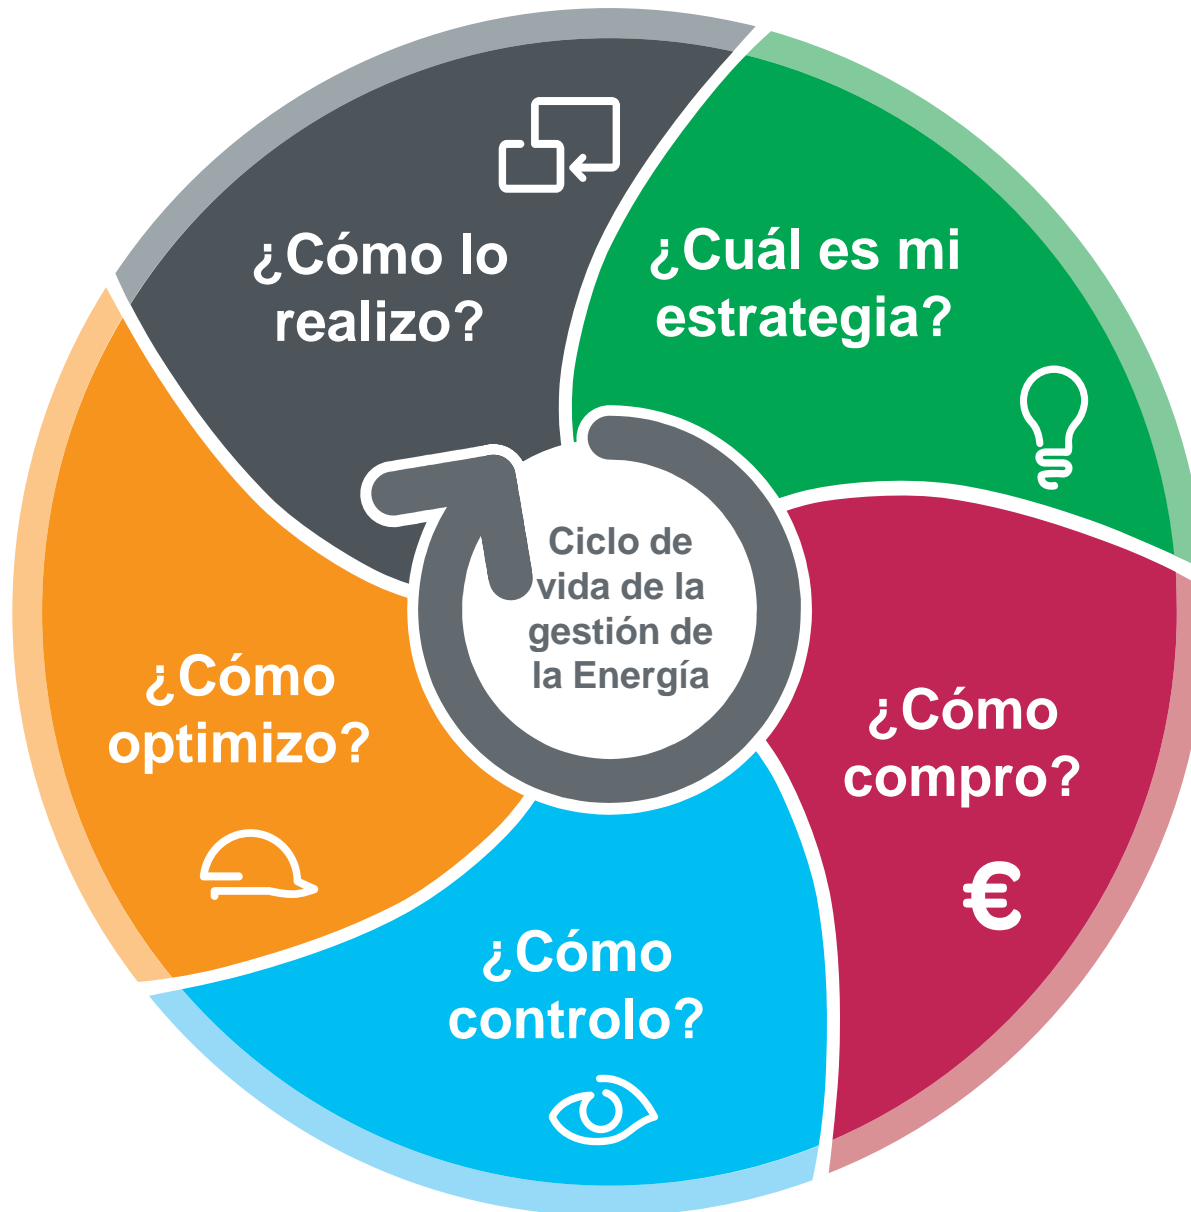 ¿Cómo lo
realizo?
¿Cuál es mi
estrategia?
Ciclo de
vida de la
gestión de
la Energía
¿Cómo
optimizo?
¿Cómo
compro?
€
¿Cómo
controlo?